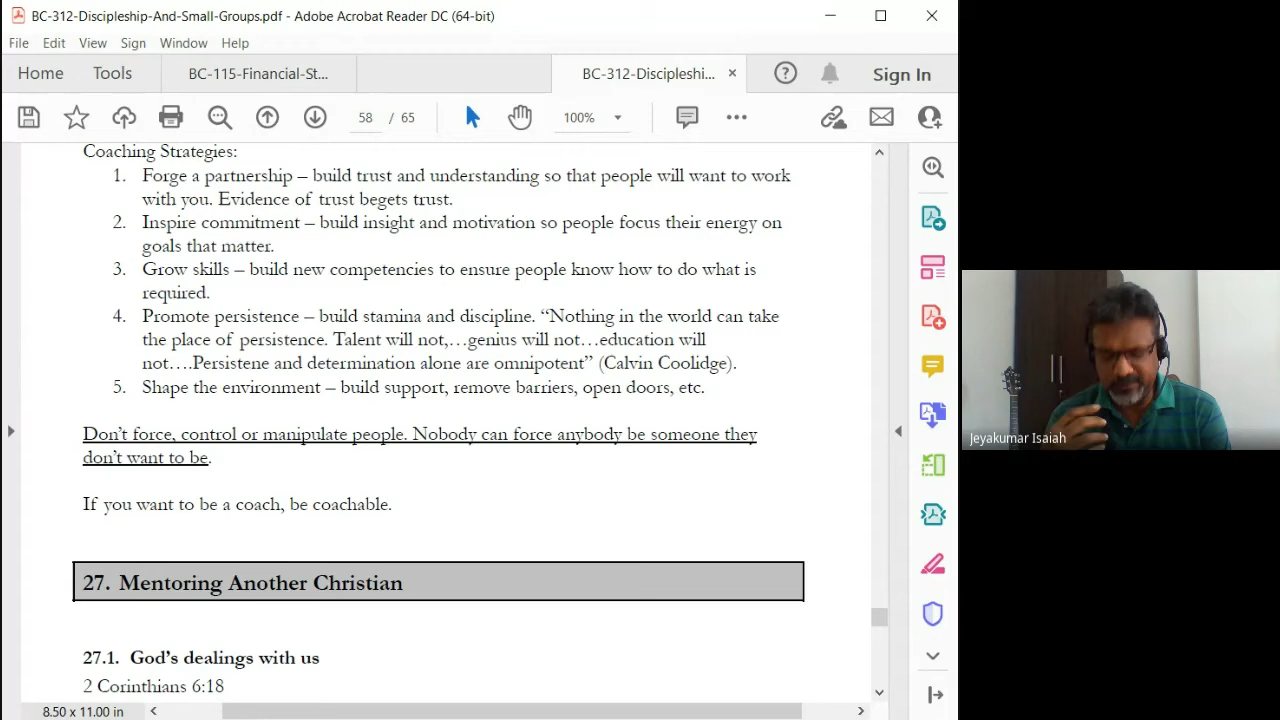 BC-312-Discipleship-And-Small-Groups.pdf - Adobe Acrobat Reader DC (64-bit)
File Edit View Sign Window Help
Home Tools BC-115-Financial-St... BC-312-Discipleshi... Sign In
58 / 65 100%
Coaching Strategies:
1. Forge a partnership – build trust and understanding so that people will want to work
with you. Evidence of trust begets trust.
2. Inspire commitment – build insight and motivation so people focus their energy on
goals that matter.
3. Grow skills – build new competencies to ensure people know how to do what is
required.
4. Promote persistence – build stamina and discipline. “Nothing in the world can take
the place of persistence. Talent will not,…genius will not…education will
not….Persistene and determination alone are omnipotent” (Calvin Coolidge).
5. Shape the environment – build support, remove barriers, open doors, etc.
Don’t force, control or manipulate people. Nobody can force anybody be someone they
don’t want to be.
If you want to be a coach, be coachable.
27. Mentoring Another Christian
27.1. God’s dealings with us
2 Corinthians 6:18
8.50 x 11.00 in
Jeyakumar Isaiah